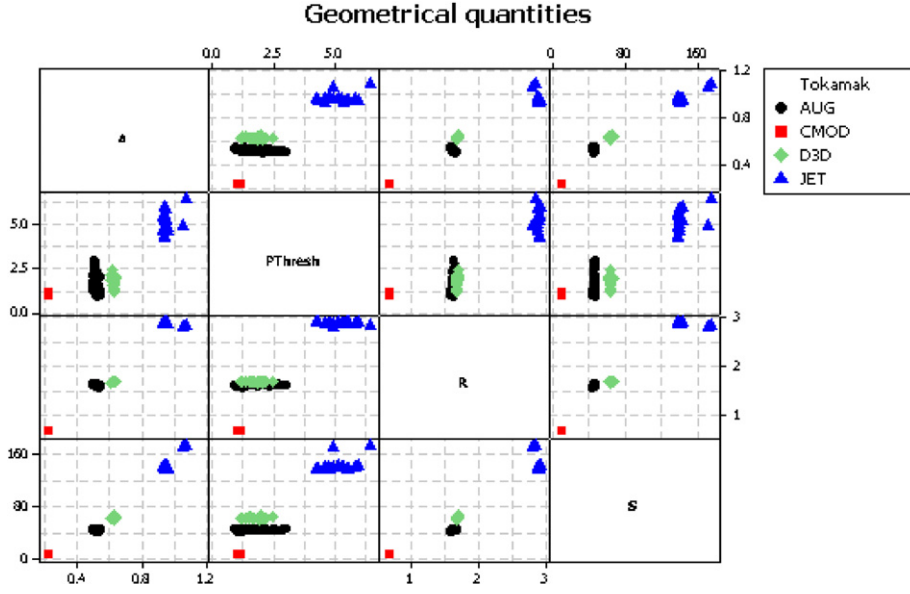 Geometrical quantities
0.0 2.5 5.0 0 80 160
a
1.2
0.4
0.8
Tokamak
AUG
CMOD
D3D
JET
5.0
2.5
0.0
PThresh
R
3
2
1
160
80
0
S
0.4 0.8 1.2 1 2 3